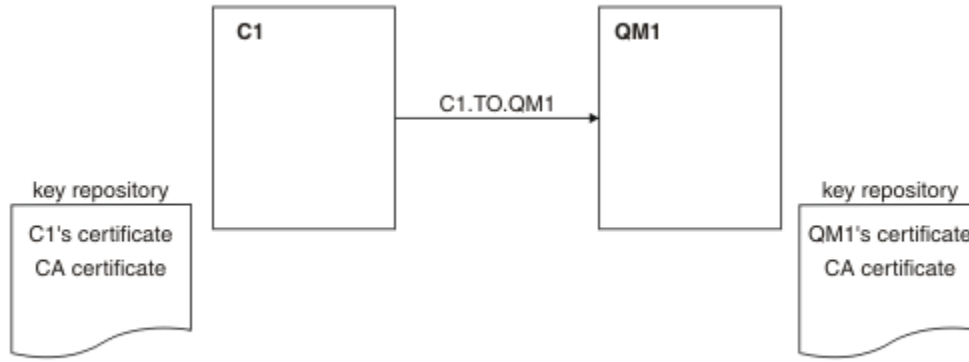 C1
QM1
C1.TO.QM1
key repository
C1's certificate
CA certificate
key repository
QM1's certificate
CA certificate